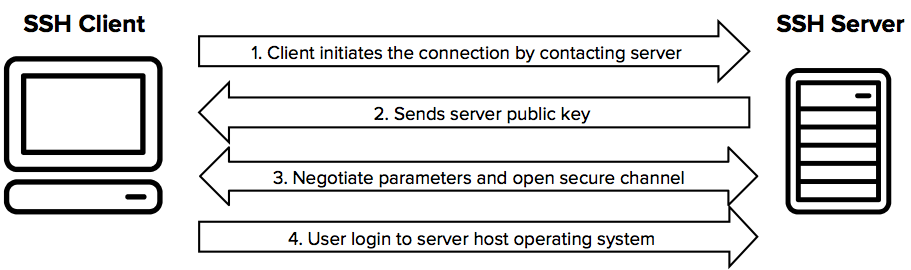 SSH Client
SSH Server
1. Client initiates the connection by contacting server
2. Sends server public key
3. Negotiate parameters and open secure channel
4. User login to server host operating system